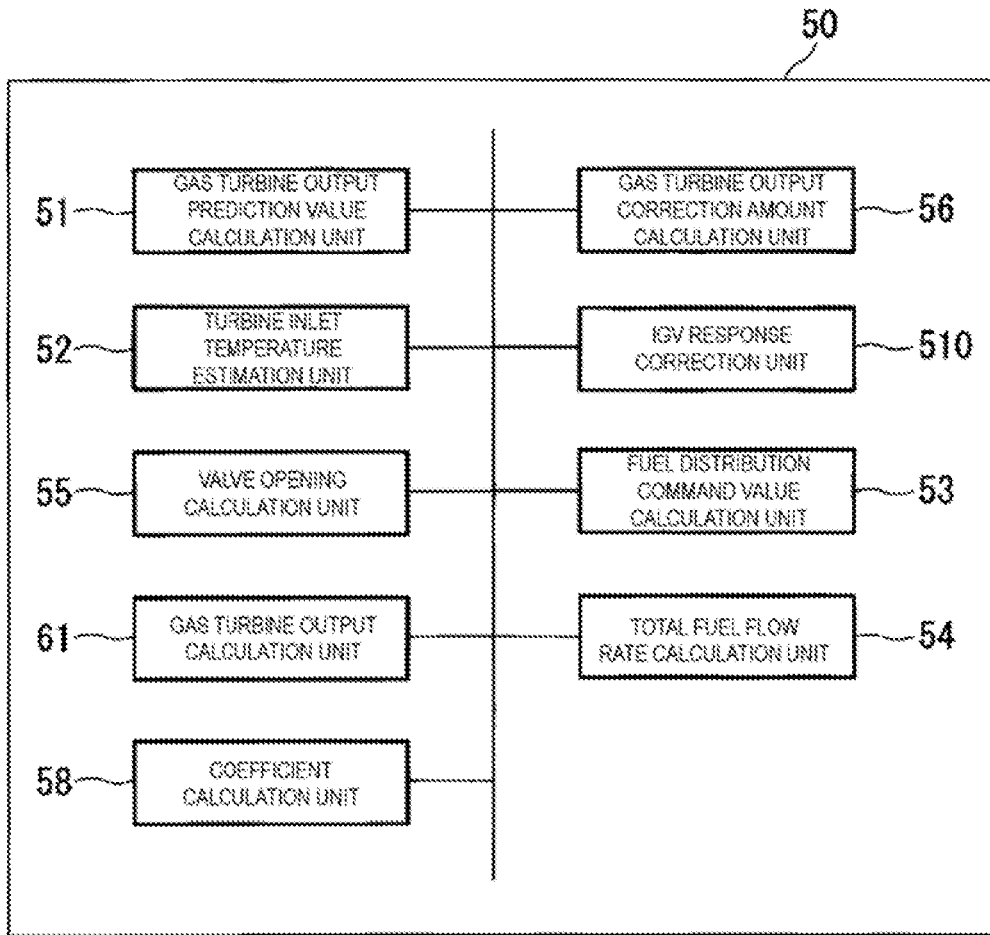 50
51
GAS TURBINE OUTPUT
PREDICTION VALUE
CALCULATION UNIT
GAS TURBINE OUTPUT
CORRECTION AMOUNT
CALCULATION UNIT
56
52
TURBINE INLET
TEMPERATURE
ESTIMATION UNIT
IGV RESPONSE
CORRECTION UNIT
510
55
VALVE OPENING
CALCULATION UNIT
FUEL DISTRIBUTION
COMMAND VALUE
CALCULATION UNIT
53
61
GAS TURBINE OUTPUT
CALCULATION UNIT
TOTAL FUEL FLOW
RATE CALCULATION UNIT
54
58
COEFFICIENT
CALCULATION UNIT